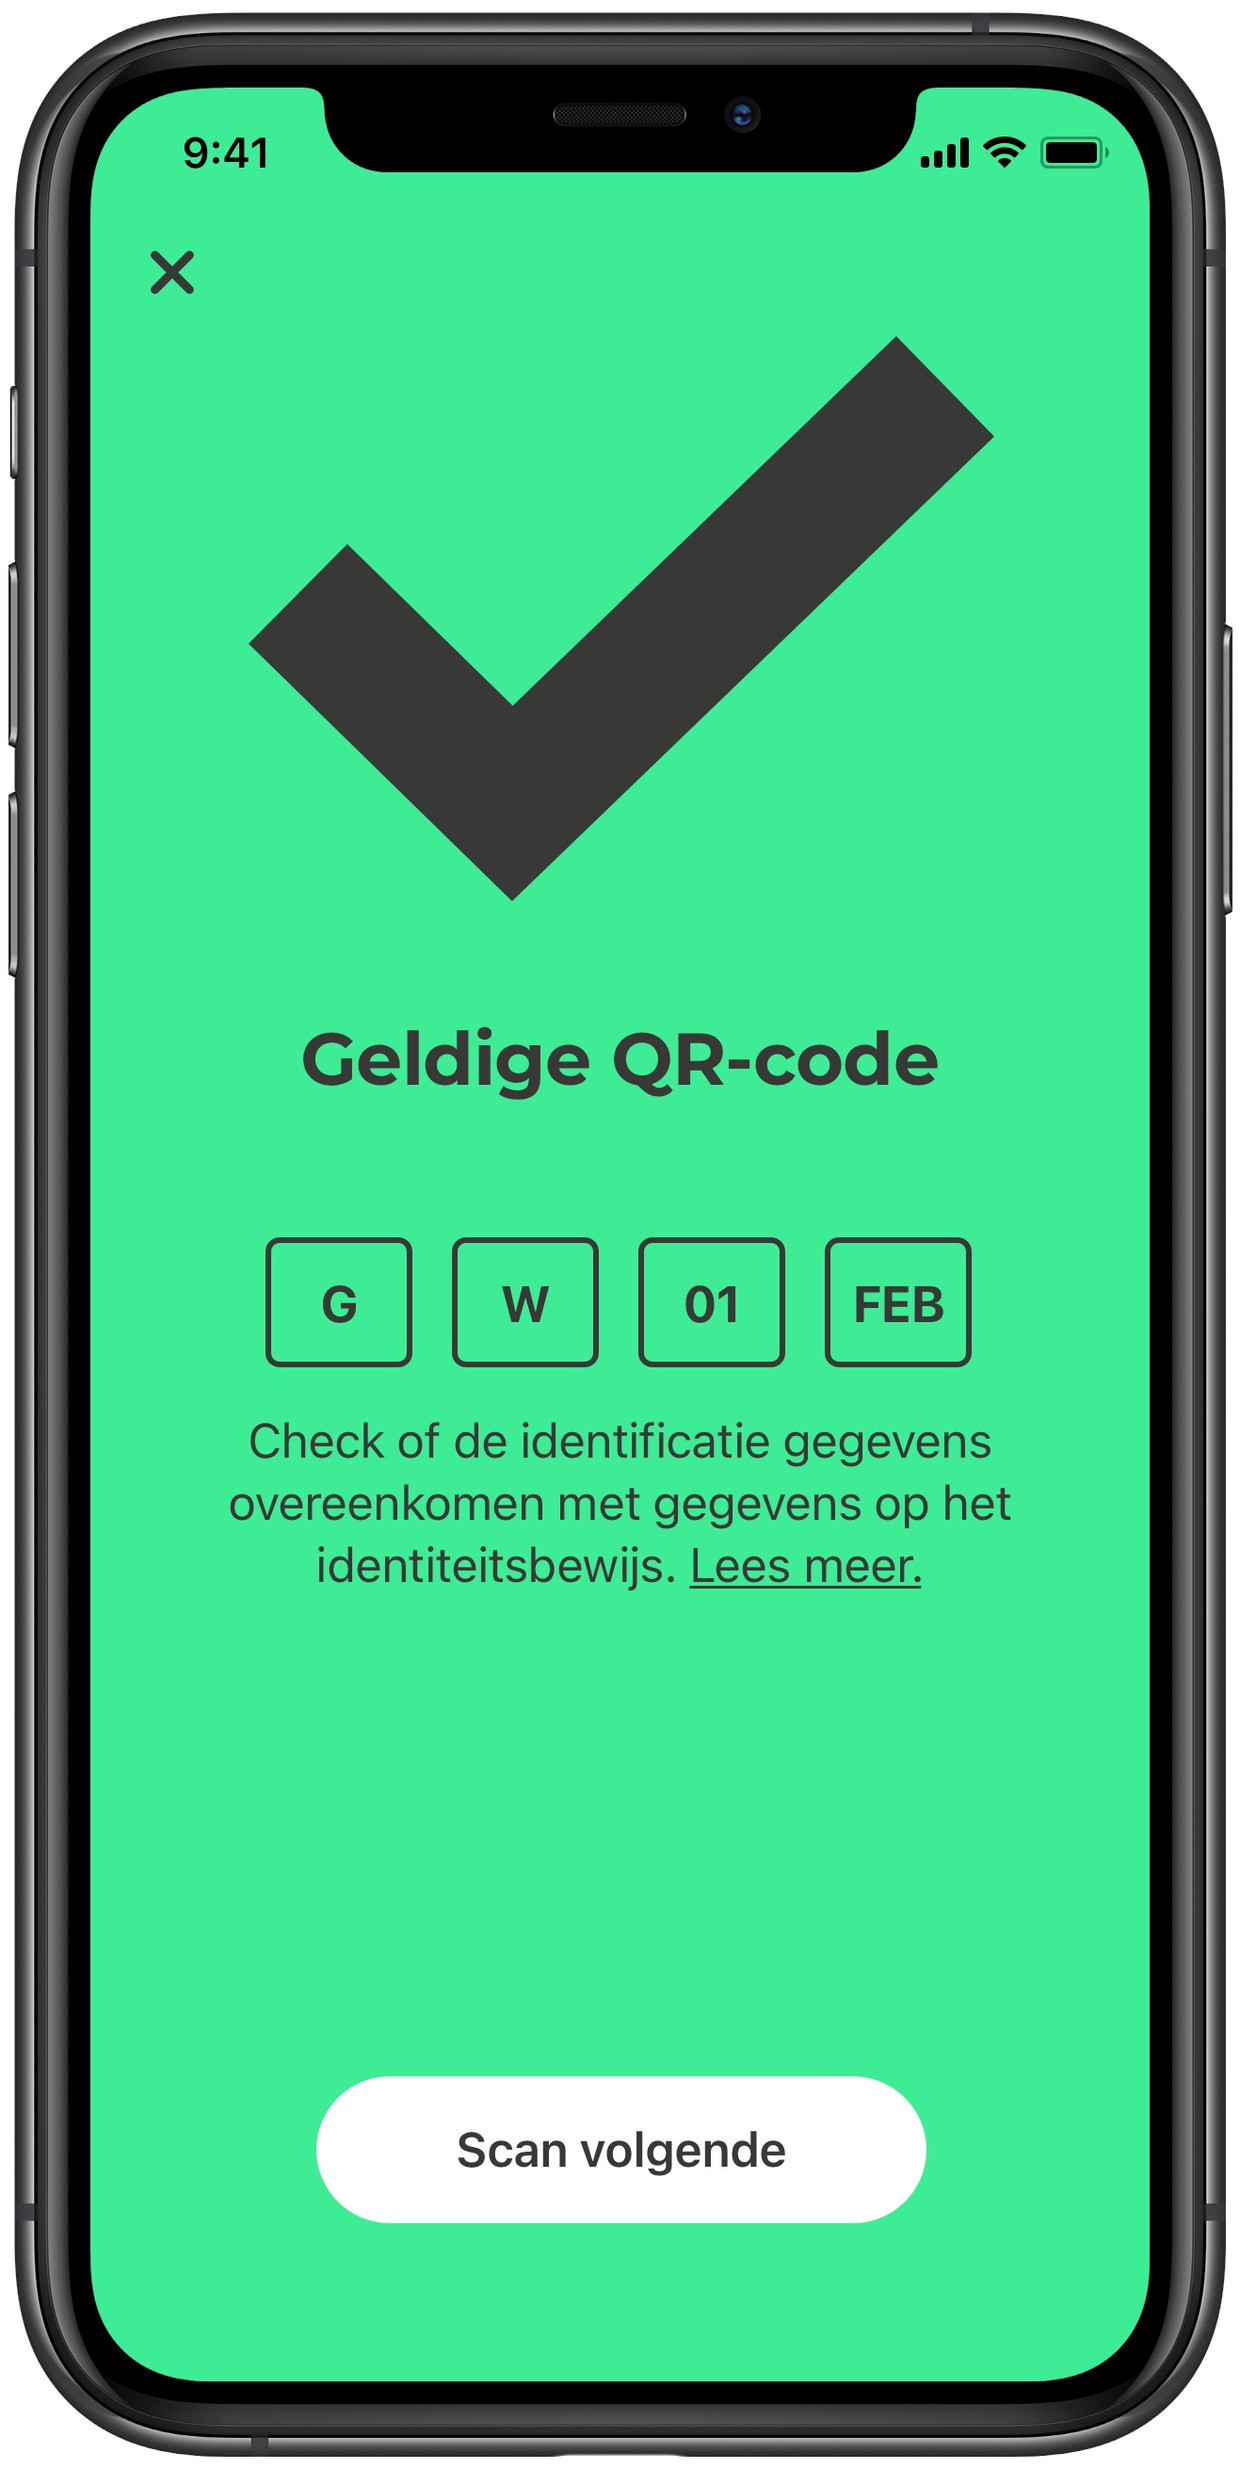 9:41
Geldige QR-code
G W 01 FEB
Check of de identificatie gegevens
overeenkomen met gegevens op het
identiteitsbewijs. Lees meer.
Scan volgende